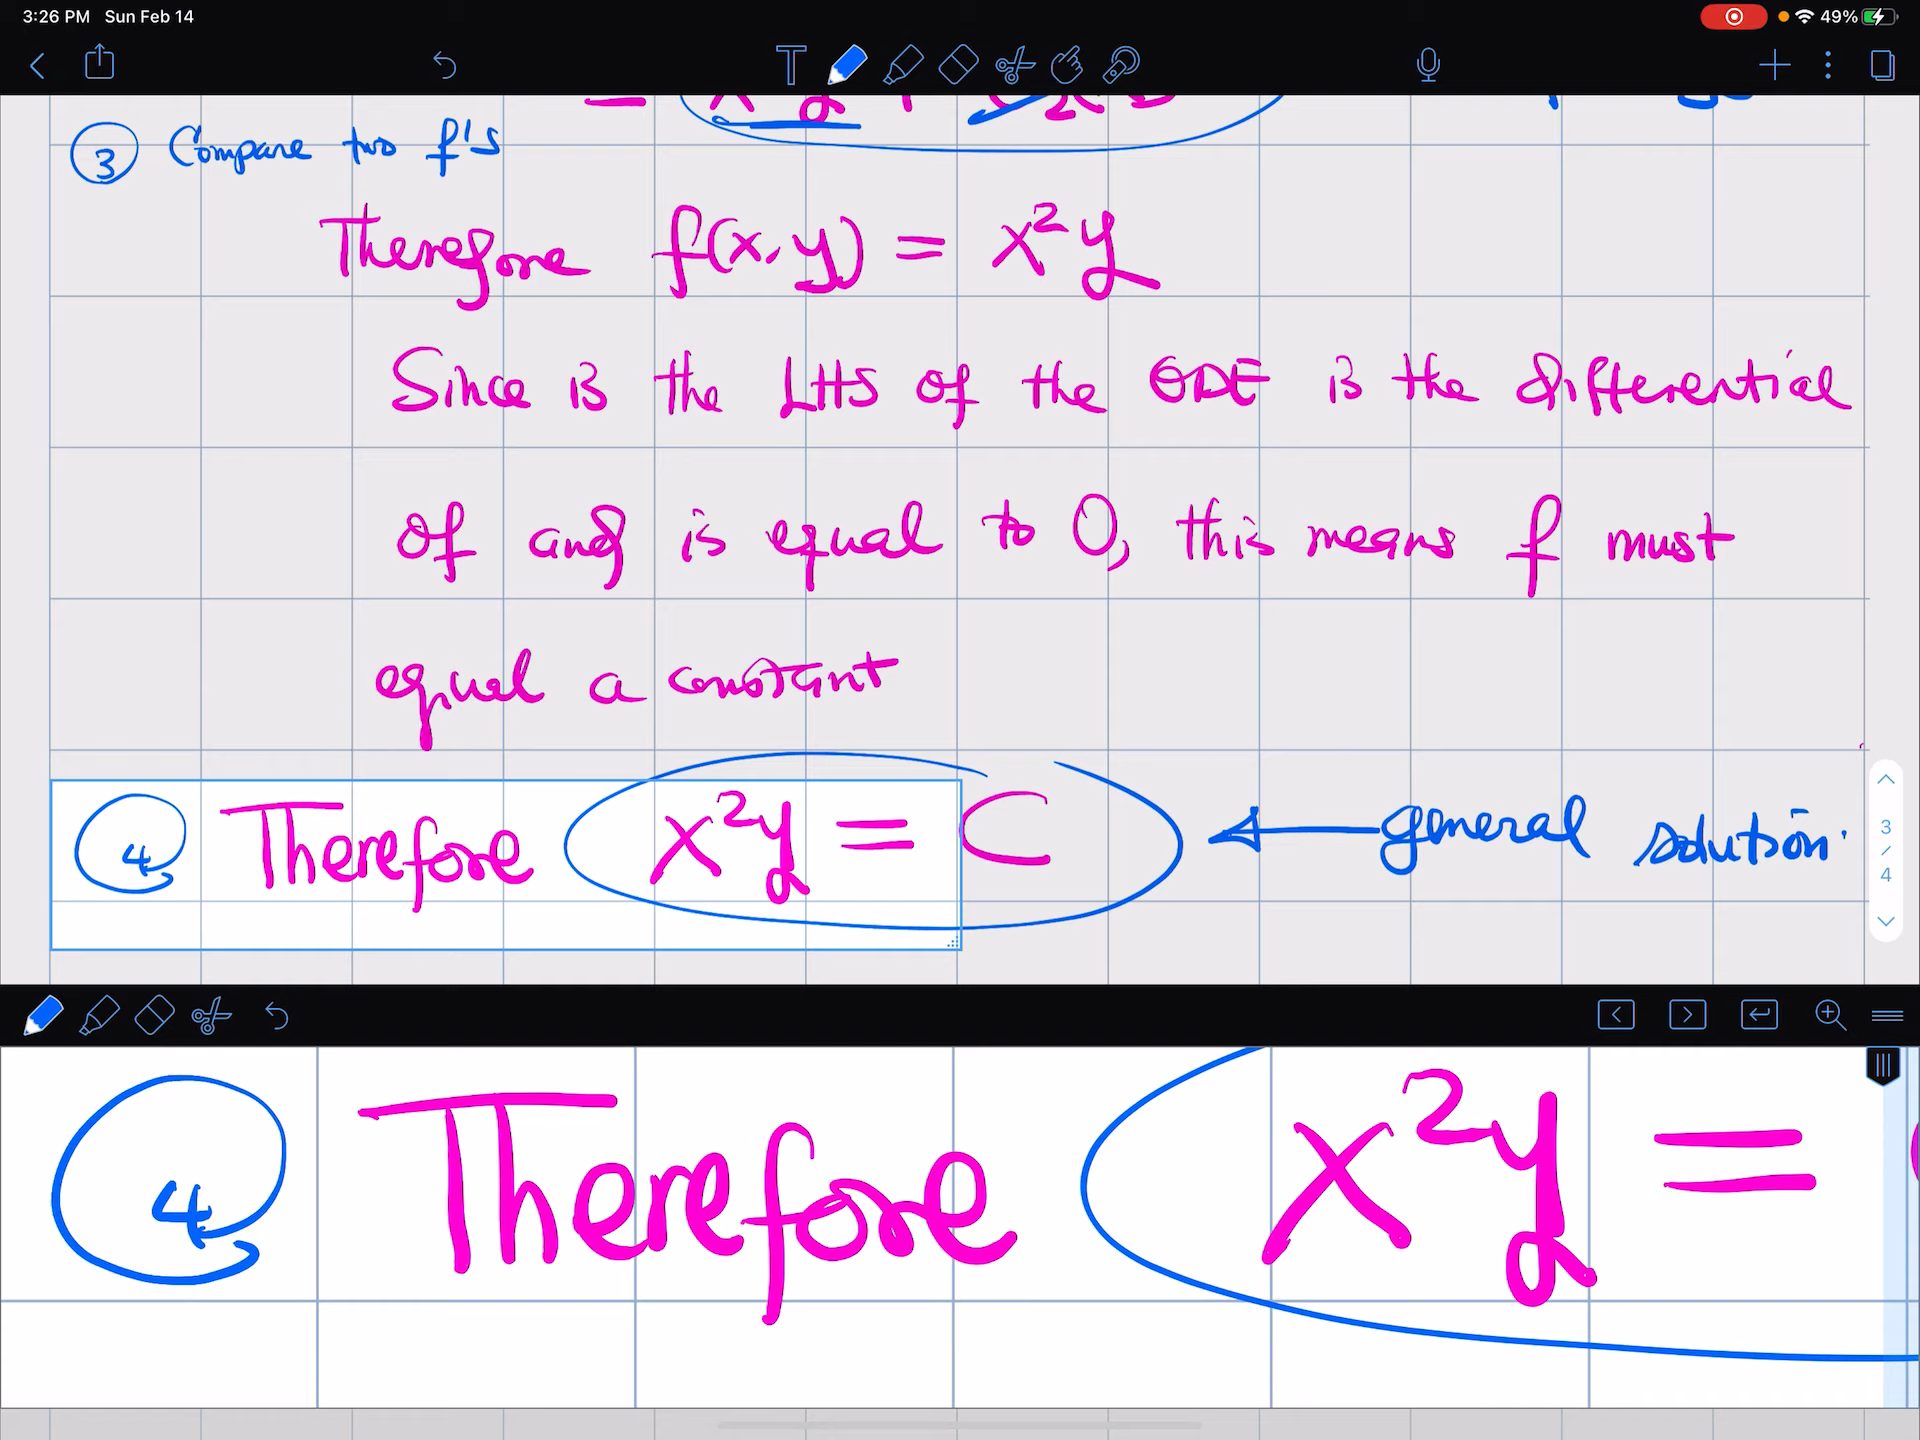 3:26 PM Sun Feb 14
49%
③ Compare two f's
Therefore f(x,y) = x²y
Since is the LHS of the ODE is the differential
of and is equal to 0, this means f must
equal a constant
④ Therefore x²y = C ← general solution.
3 / 4
④ Therefore x²y =